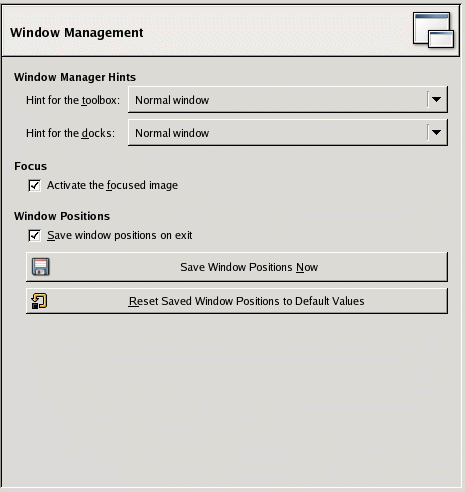 Window Management
Window Manager Hints
Hint for the toolbox: Normal window
Hint for the docks: Normal window
Focus
Activate the focused image
Window Positions
Save window positions on exit
Save Window Positions Now
Reset Saved Window Positions to Default Values